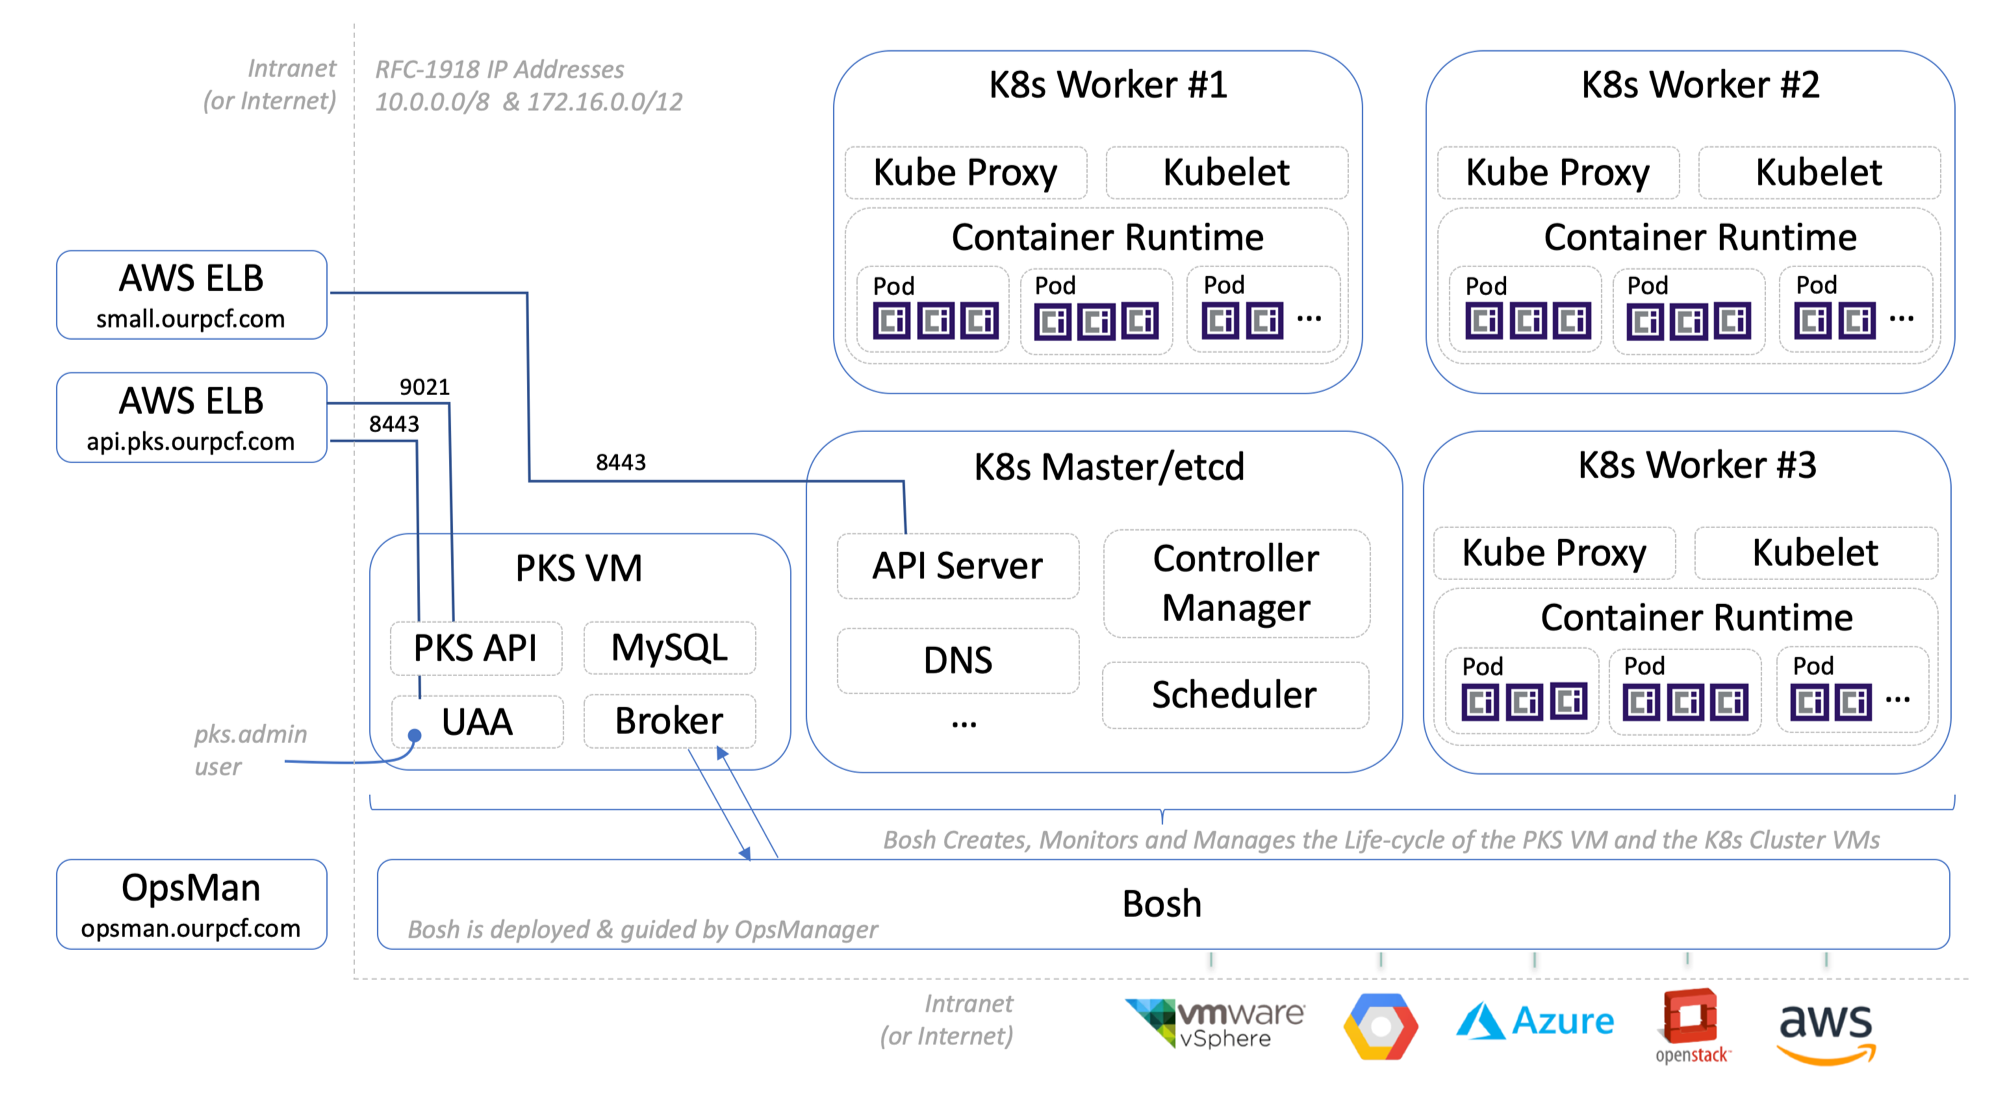 Intranet
(or Internet)
RFC-1918 IP Addresses
10.0.0.0/8 & 172.16.0.0/12
K8s Worker #1
Kube Proxy
Kubelet
Container Runtime
Pod
Ci Ci Ci
Pod
Ci Ci Ci
Pod
Ci Ci ...
K8s Worker #2
Kube Proxy
Kubelet
Container Runtime
Pod
Ci Ci Ci
Pod
Ci Ci Ci
Pod
Ci Ci ...
AWS ELB
small.ourpcf.com
AWS ELB
api.pks.ourpcf.com
9021
8443
8443
PKS VM
PKS API
MySQL
UAA
Broker
pks.admin
user
K8s Master/etcd
API Server
Controller
Manager
DNS
...
Scheduler
K8s Worker #3
Kube Proxy
Kubelet
Container Runtime
Pod
Ci Ci Ci
Pod
Ci Ci Ci
Pod
Ci Ci ...
Bosh Creates, Monitors and Manages the Life-cycle of the PKS VM and the K8s Cluster VMs
OpsMan
opsman.ourpcf.com
Bosh
Bosh is deployed & guided by OpsManager
Intranet
(or Internet)
vmware
vSphere
Azure
openstack
aws